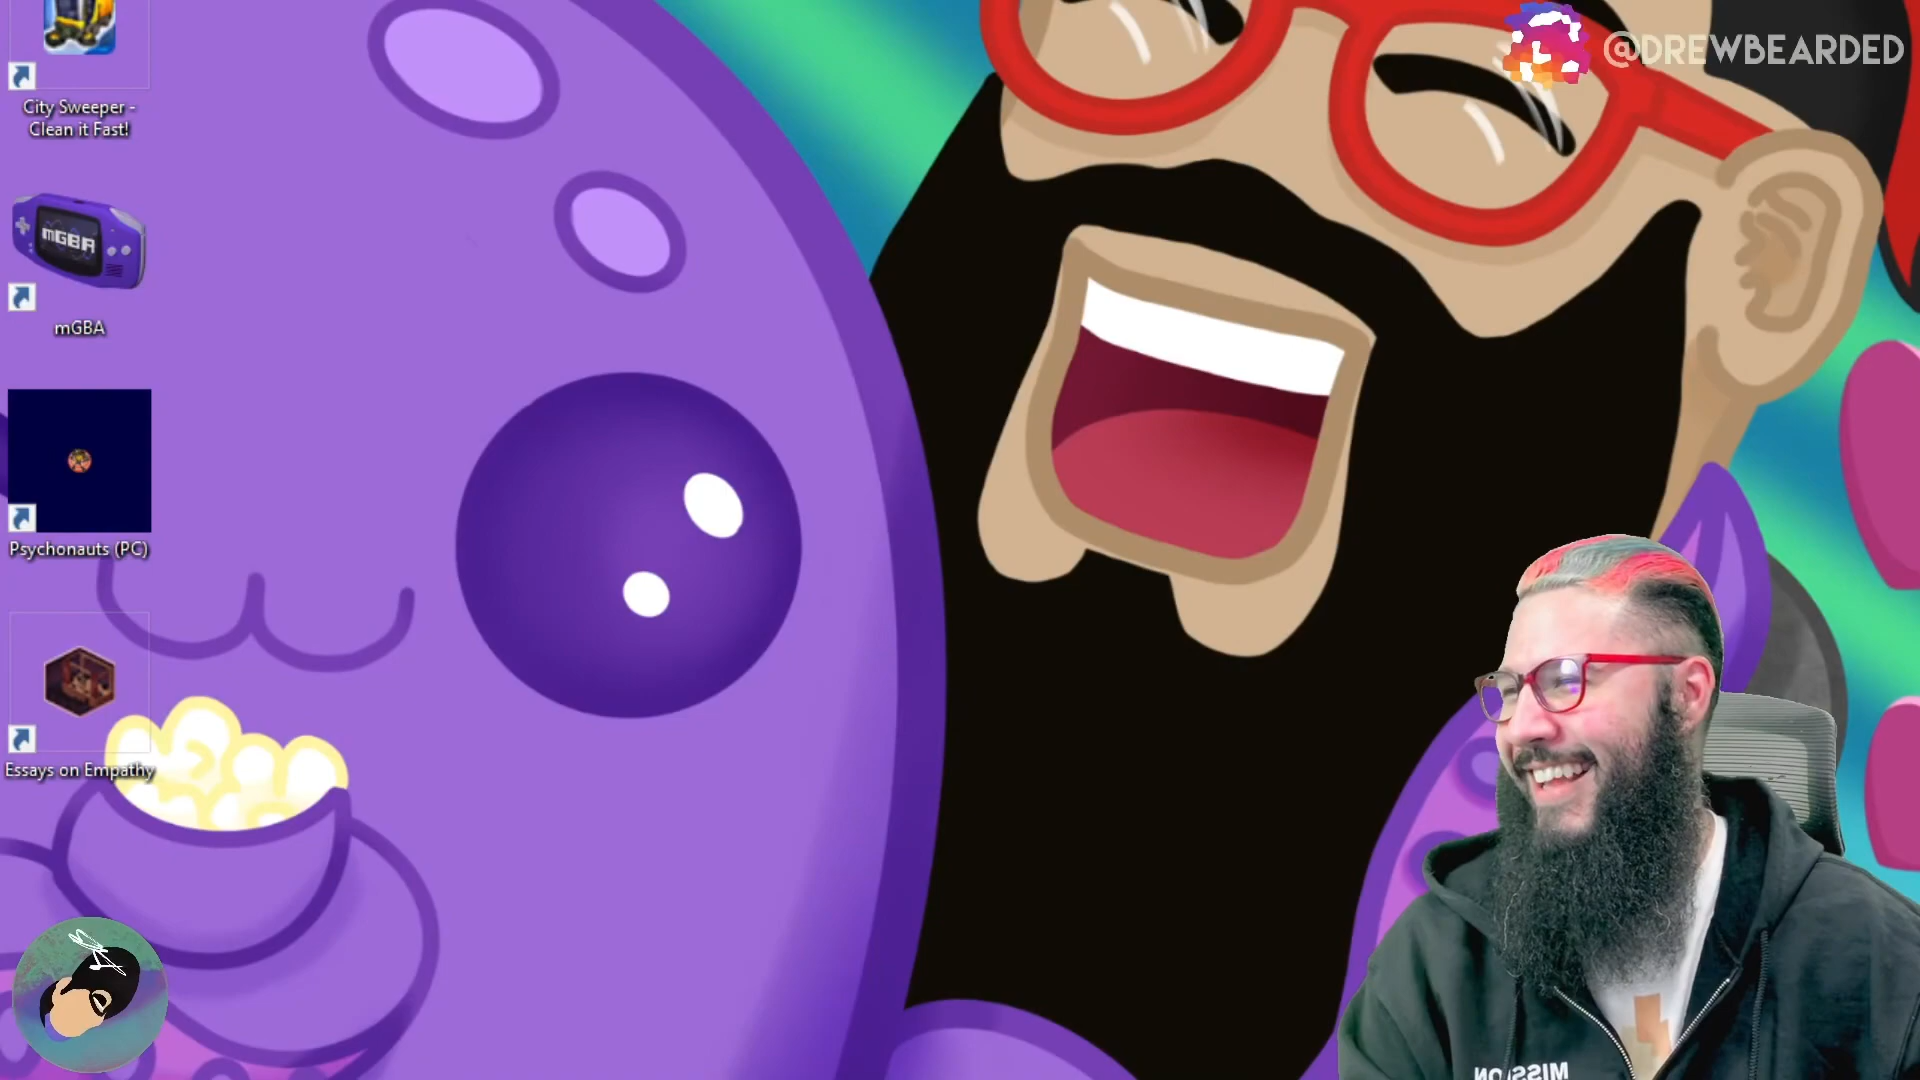 @DREWBEARDED
City Sweeper -
Clean it Fast!
mGBA
mGBA
Psychonauts (PC)
Essays on Empathy
MISSION